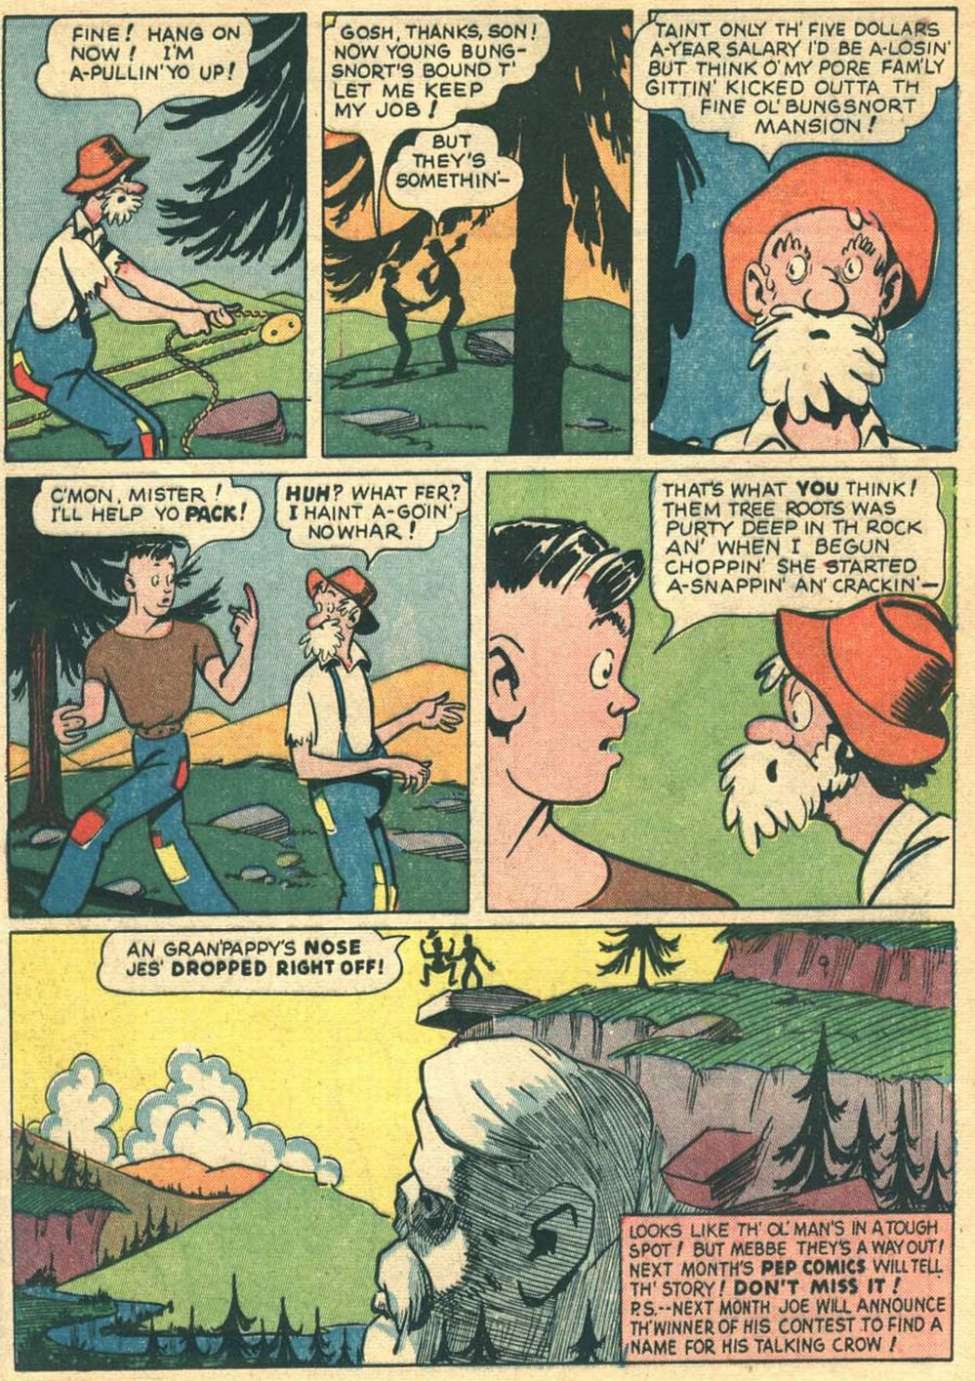 FINE! HANG ON
NOW! I'M
A-PULLIN' YO UP!
GOSH, THANKS, SON!
NOW YOUNG BUNG-
SNORT'S BOUND T'
LET ME KEEP
MY JOB!
BUT
THEY'S
SOMETHIN'-
TAINT ONLY TH' FIVE DOLLARS
A-YEAR SALARY I'D BE A-LOSIN'
BUT THINK O' MY PORE FAM'LY
GITTIN' KICKED OUTTA TH
FINE OL' BUNGSNORT
MANSION!
C'MON, MISTER!
I'LL HELP YO PACK!
HUH? WHAT FER?
I HAINT A-GOIN'
NOWHAR!
THAT'S WHAT YOU THINK!
THEM TREE ROOTS WAS
PURTY DEEP IN TH ROCK
AN' WHEN I BEGUN
CHOPPIN' SHE STARTED
A-SNAPPIN' AN' CRACKIN'-
AN GRAN'PAPPY'S NOSE
JES' DROPPED RIGHT OFF!
LOOKS LIKE TH' OL' MAN'S IN A TOUGH
SPOT! BUT MEBBE THEY'S A WAY OUT!
NEXT MONTH'S PEP COMICS WILL TELL
TH' STORY! DON'T MISS IT!
P.S.--NEXT MONTH JOE WILL ANNOUNCE
TH' WINNER OF HIS CONTEST TO FIND A
NAME FOR HIS TALKING CROW!